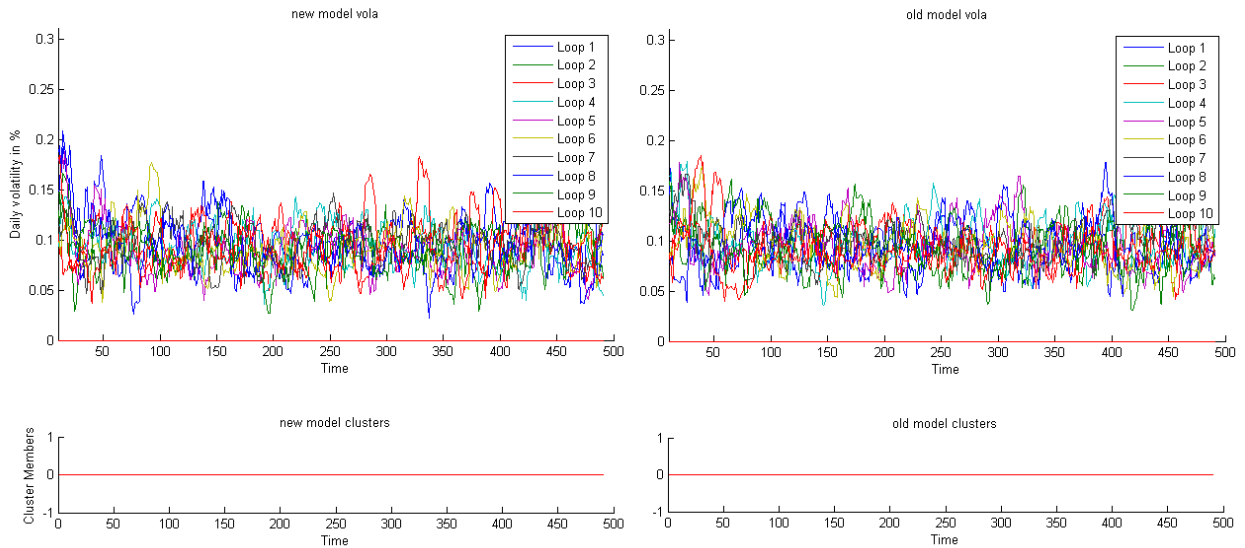 new model vola
0.3
0.25
0.2
0.15
0.1
0.05
0
Daily volatility in %
50 100 150 200 250 300 350 400 450 500
Time
Loop 1
Loop 2
Loop 3
Loop 4
Loop 5
Loop 6
Loop 7
Loop 8
Loop 9
Loop 10
old model vola
0.3
0.25
0.2
0.15
0.1
0.05
0
50 100 150 200 250 300 350 400 450 500
Time
Loop 1
Loop 2
Loop 3
Loop 4
Loop 5
Loop 6
Loop 7
Loop 8
Loop 9
Loop 10
new model clusters
1
0
-1
Cluster Members
0 50 100 150 200 250 300 350 400 450 500
Time
old model clusters
1
0
-1
0 50 100 150 200 250 300 350 400 450 500
Time